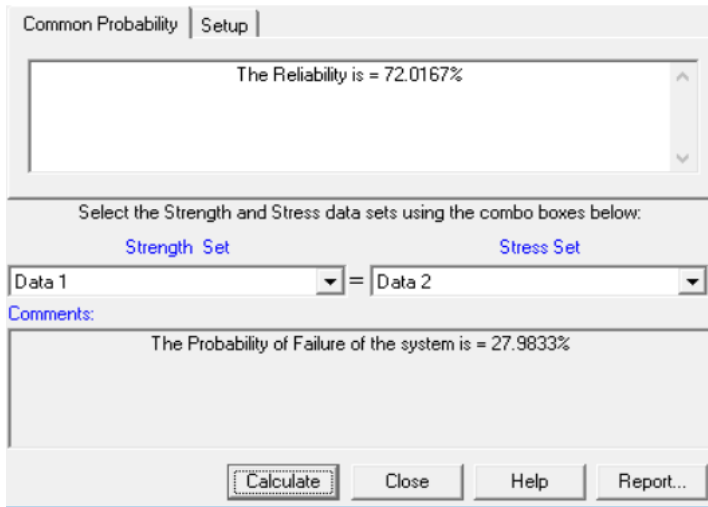 Common Probability Setup
The Reliability is = 72.0167%
Select the Strength and Stress data sets using the combo boxes below:
Strength Set Stress Set
Data 1 = Data 2
Comments:
The Probability of Failure of the system is = 27.9833%
Calculate Close Help Report...